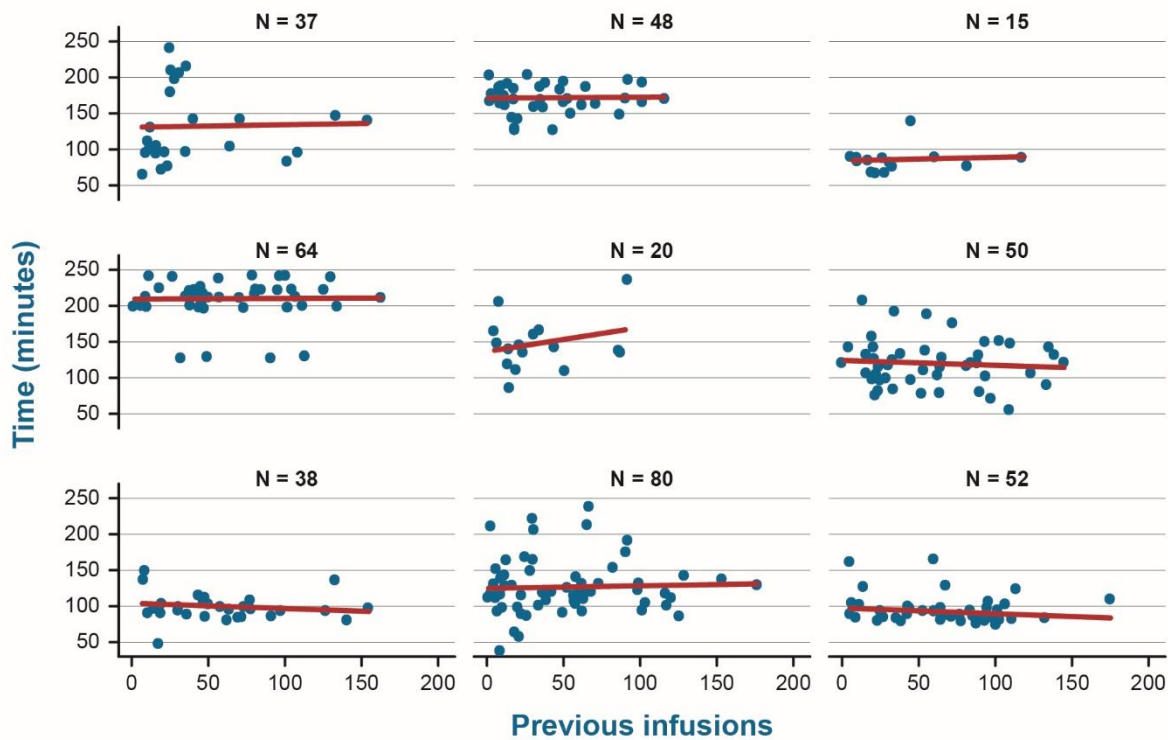 N = 37
N = 48
N = 15
250
200
150
100
50
N = 64
N = 20
N = 50
250
200
150
100
50
N = 38
N = 80
N = 52
250
200
150
100
50
0 50 100 150 200
0 50 100 150 200
0 50 100 150 200
Time (minutes)
Previous infusions